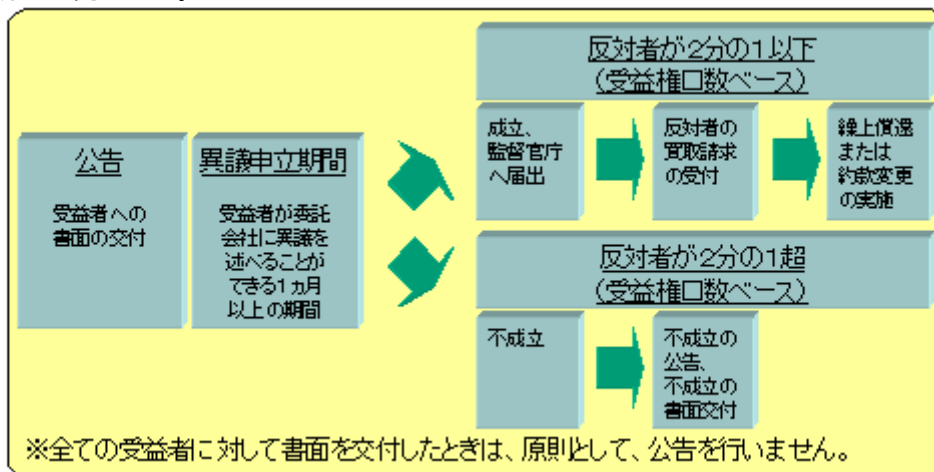 反対者が2分の1以下
(受益権口数ベース)
公告
受益者への
書面の交付
異議申立期間
受益者が委託
会社に異議を
述べることが
できる1ヵ月
以上の期間
成立、
監督官庁
へ届出
反対者の
買取請求
の受付
繰上償還
または
約款変更
の実施
反対者が2分の1超
(受益権口数ベース)
不成立
不成立の
公告、
不成立の
書面交付
※全ての受益者に対して書面を交付したときは、原則として、公告を行いません。